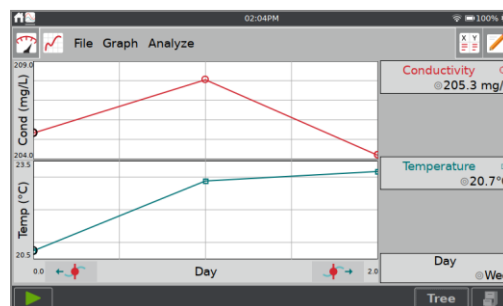 02:04PM 100%
File Graph Analyze
X Y
209.0
Cond (mg/L)
204.0
Conductivity
205.3 mg/
23.5
Temp (°C)
20.5
Temperature
20.7°
0.0 Day 2.0
Day
We
Tree